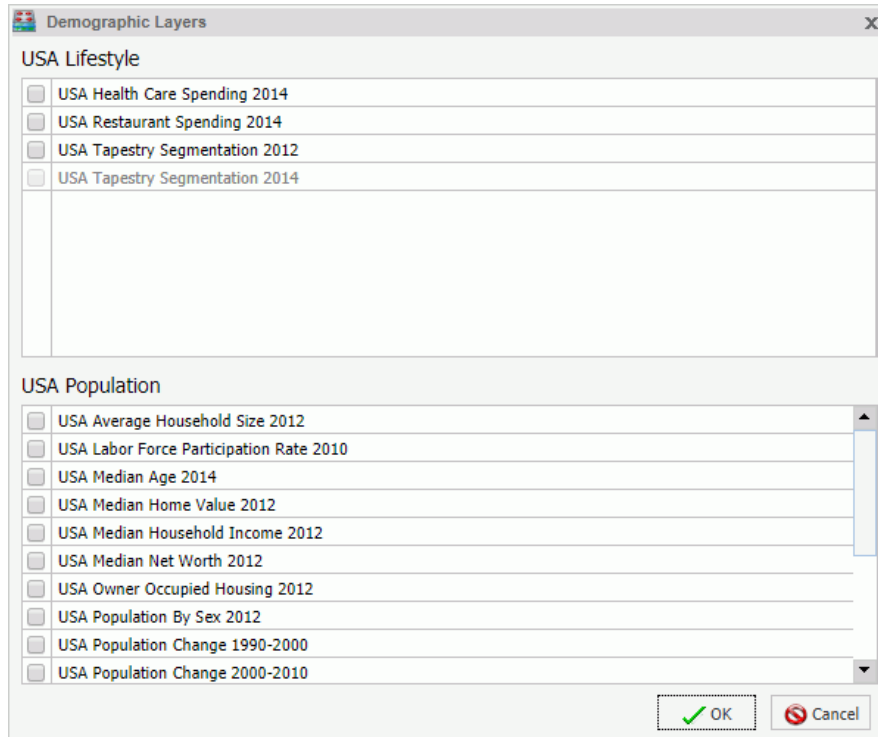 Demographic Layers
x
USA Lifestyle
USA Health Care Spending 2014
USA Restaurant Spending 2014
USA Tapestry Segmentation 2012
USA Tapestry Segmentation 2014
USA Population
USA Average Household Size 2012
USA Labor Force Participation Rate 2010
USA Median Age 2014
USA Median Home Value 2012
USA Median Household Income 2012
USA Median Net Worth 2012
USA Owner Occupied Housing 2012
USA Population By Sex 2012
USA Population Change 1990-2000
USA Population Change 2000-2010
OK Cancel